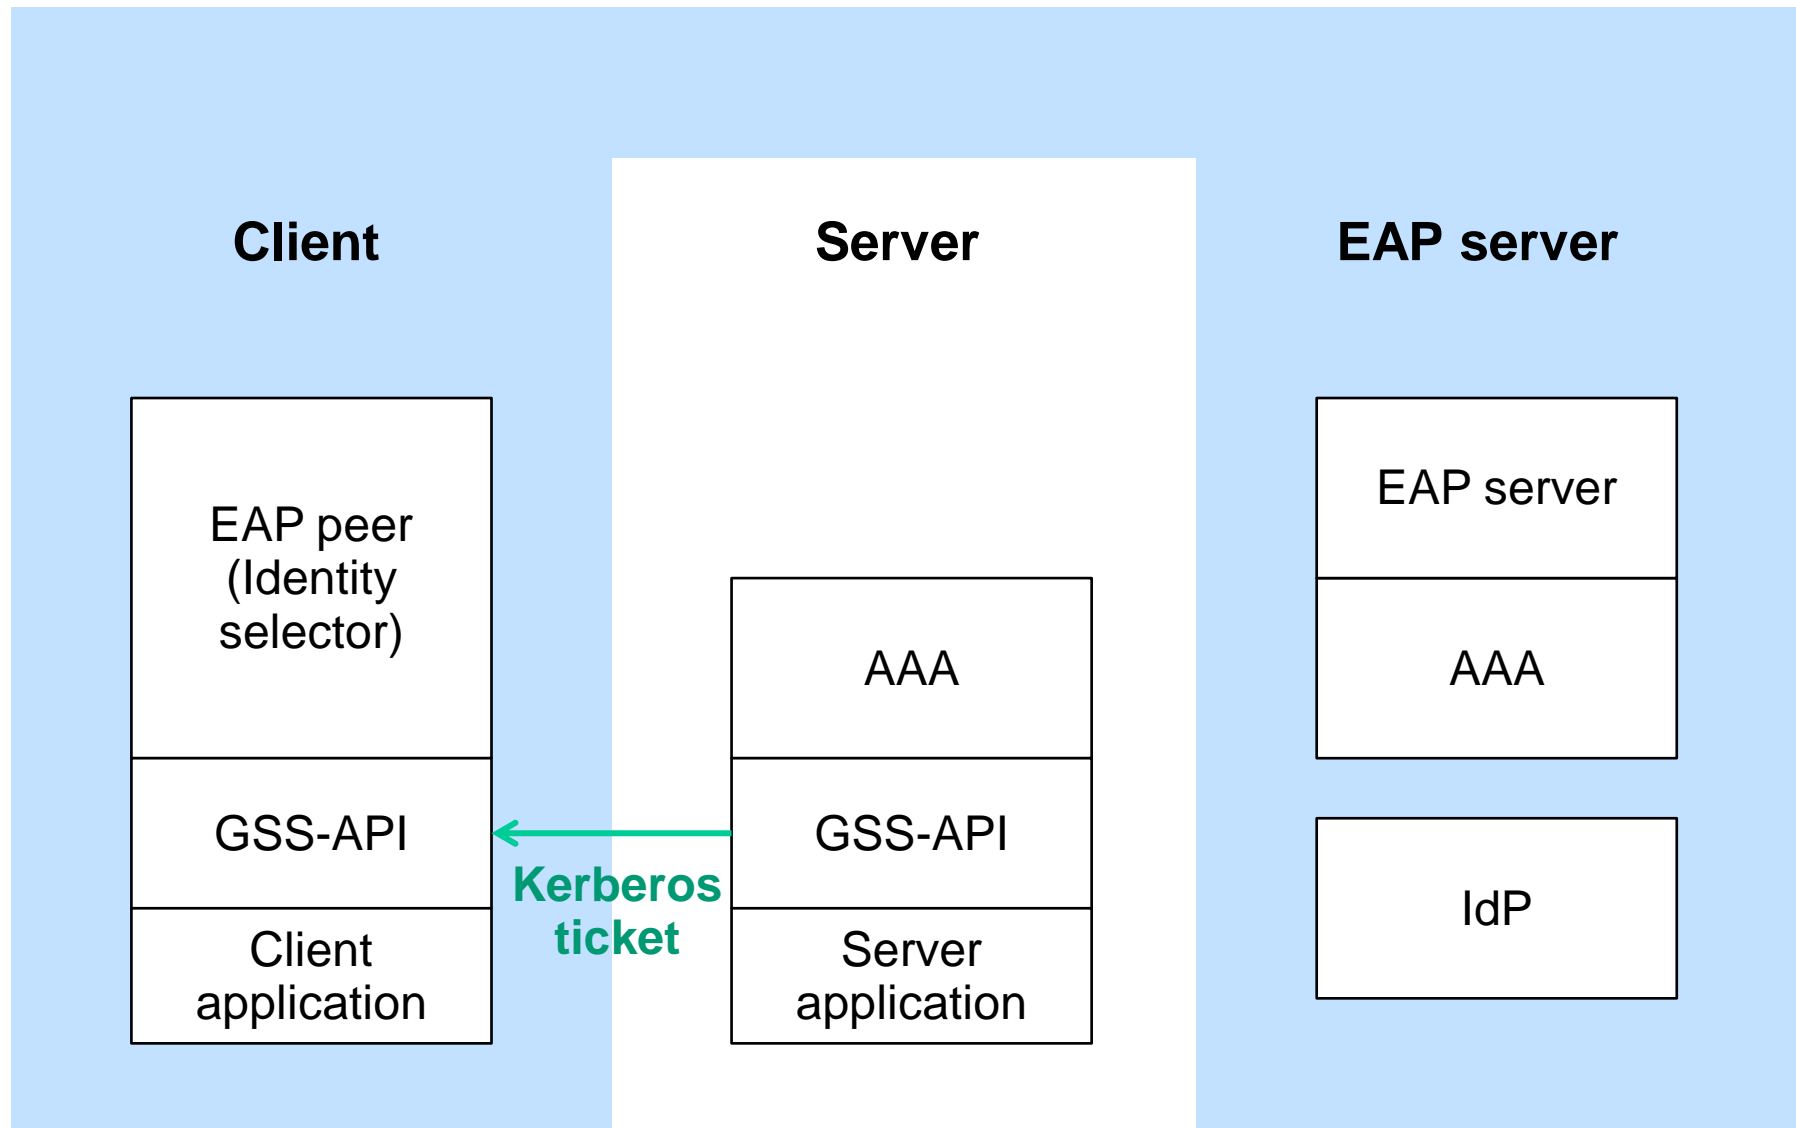 Client
Server
EAP server
EAP peer
(Identity
selector)
GSS-API
Client
application
Kerberos
ticket
AAA
GSS-API
Server
application
EAP server
AAA
IdP